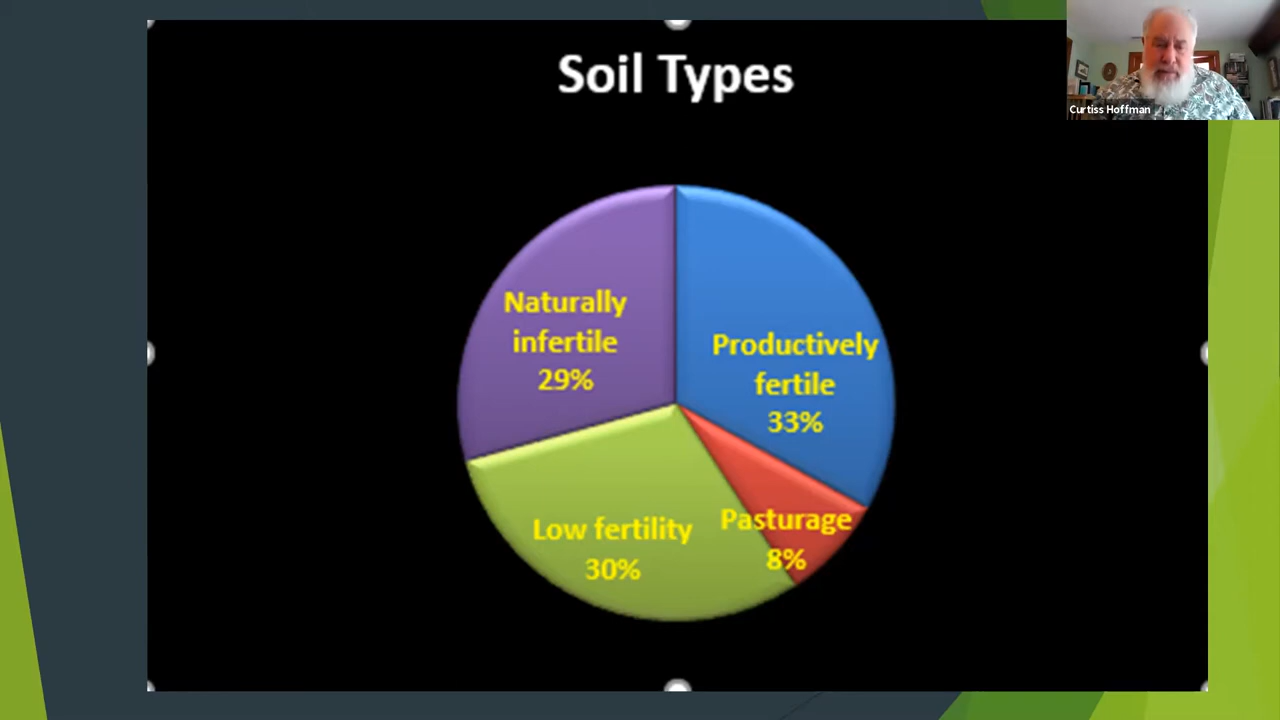 Soil Types
Curtiss Hoffman
Naturally
infertile
29%
Productively
fertile
33%
Low fertility
30%
Pasturage
8%